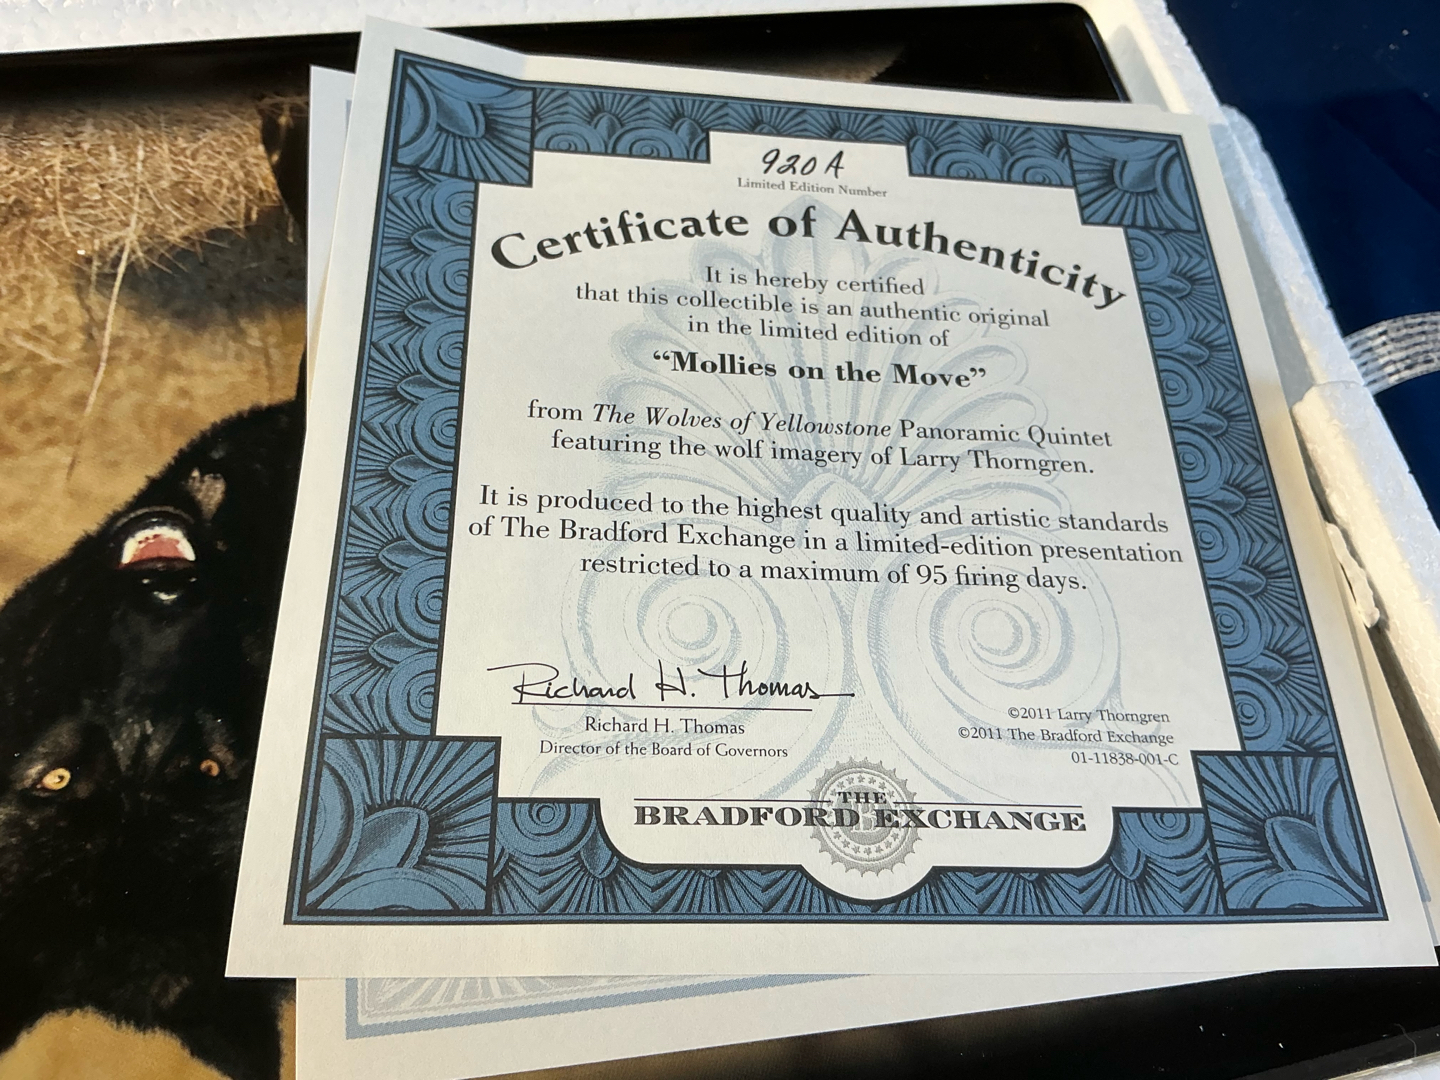 920 A
Limited Edition Number
Certificate of Authenticity
It is hereby certified
that this collectible is an authentic original
in the limited edition of
“Mollies on the Move”
from The Wolves of Yellowstone Panoramic Quintet
featuring the wolf imagery of Larry Thorngren.
It is produced to the highest quality and artistic standards
of The Bradford Exchange in a limited-edition presentation
restricted to a maximum of 95 firing days.
Richard H. Thomas
Richard H. Thomas
Director of the Board of Governors
©2011 Larry Thorngren
©2011 The Bradford Exchange
01-11838-001-C
THE
BRADFORD EXCHANGE